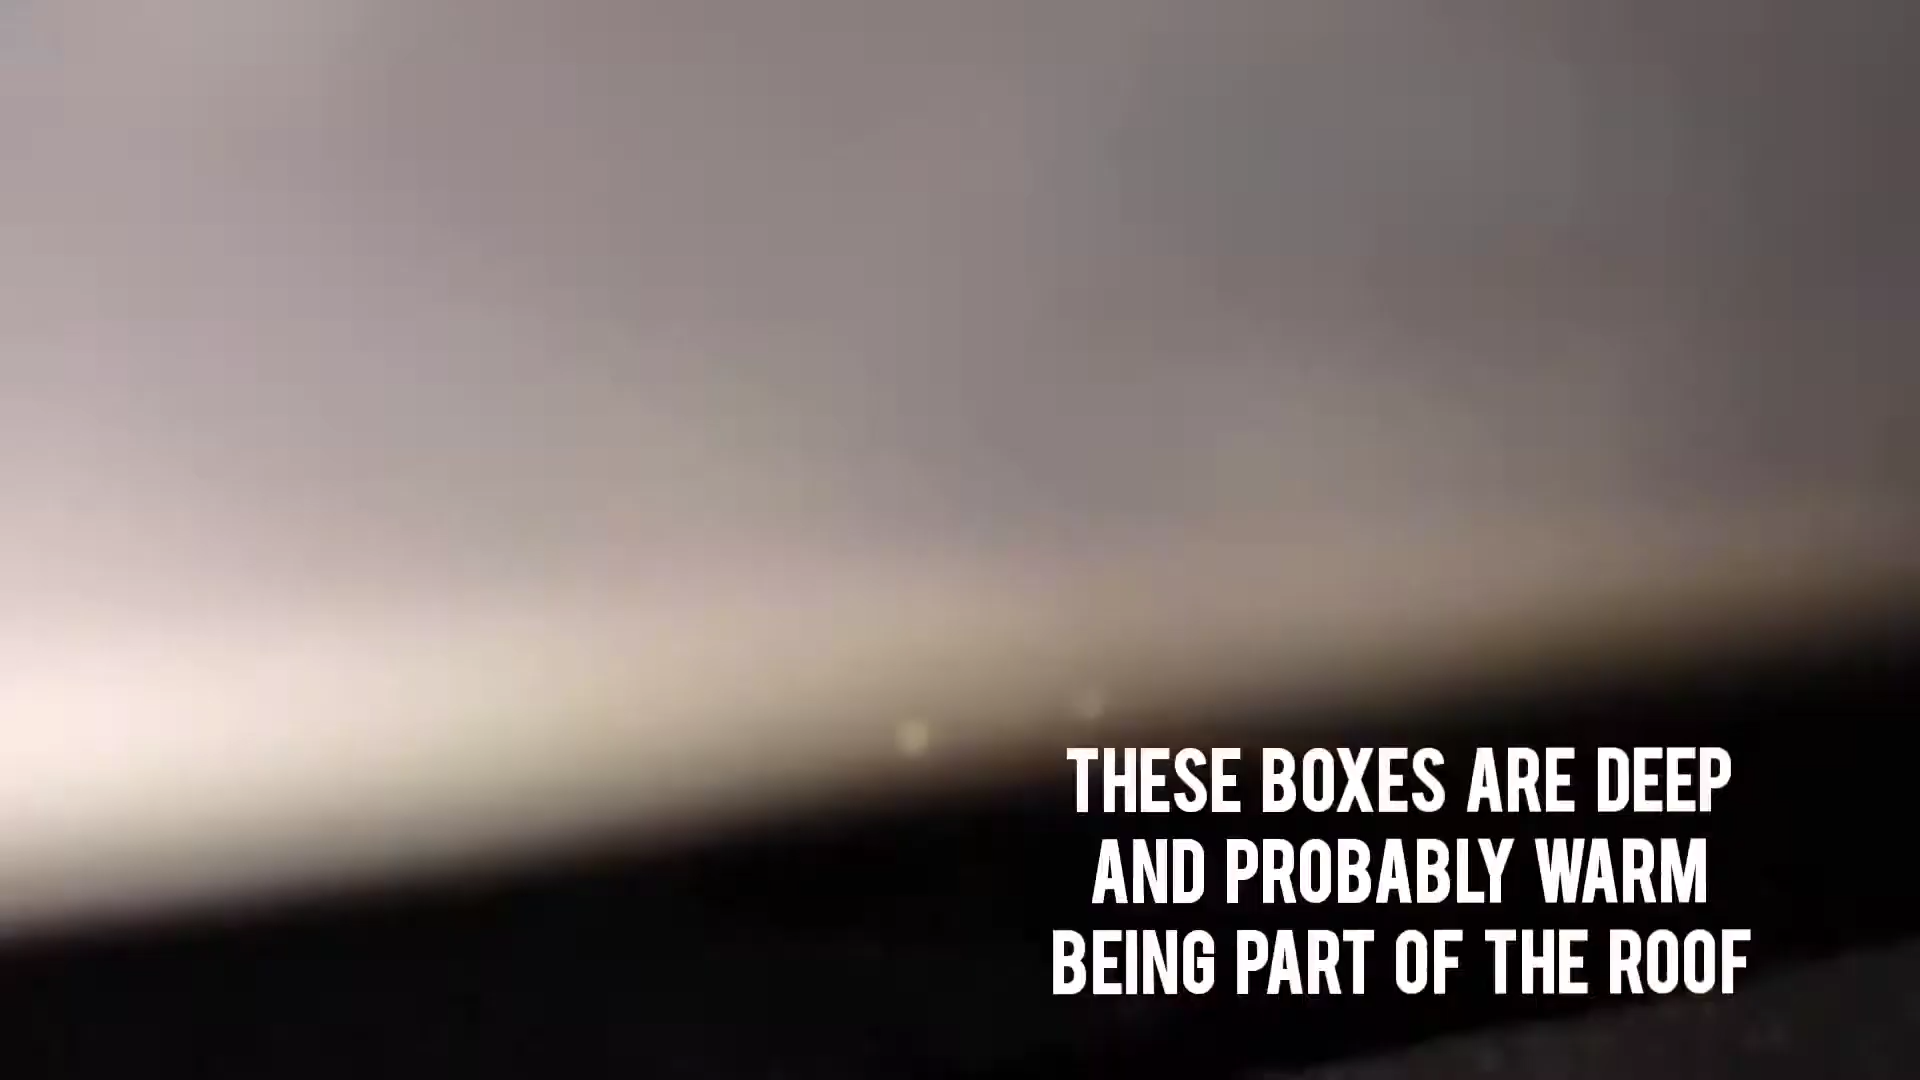 THESE BOXES ARE DEEP
AND PROBABLY WARM
BEING PART OF THE ROOF